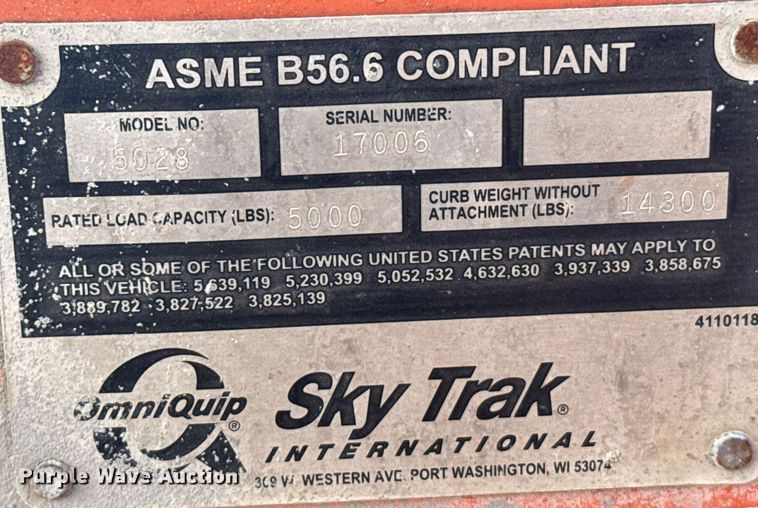 ASME B56.6 COMPLIANT
MODEL NO: SERIAL NUMBER:
5028 17006
RATED LOAD CAPACITY (LBS): 5000
CURB WEIGHT WITHOUT
ATTACHMENT (LBS): 14300
ALL OR SOME OF THE FOLLOWING UNITED STATES PATENTS MAY APPLY TO
THIS VEHICLE: 5,639,119 5,230,399 5,052,532 4,632,630 3,937,339 3,858,675
3,889,782 3,827,522 3,825,139
4110118
OmniQuip®
Sky Trak®
INTERNATIONAL
309 W. WESTERN AVE. PORT WASHINGTON, WI 53074
Purple Wave Auction